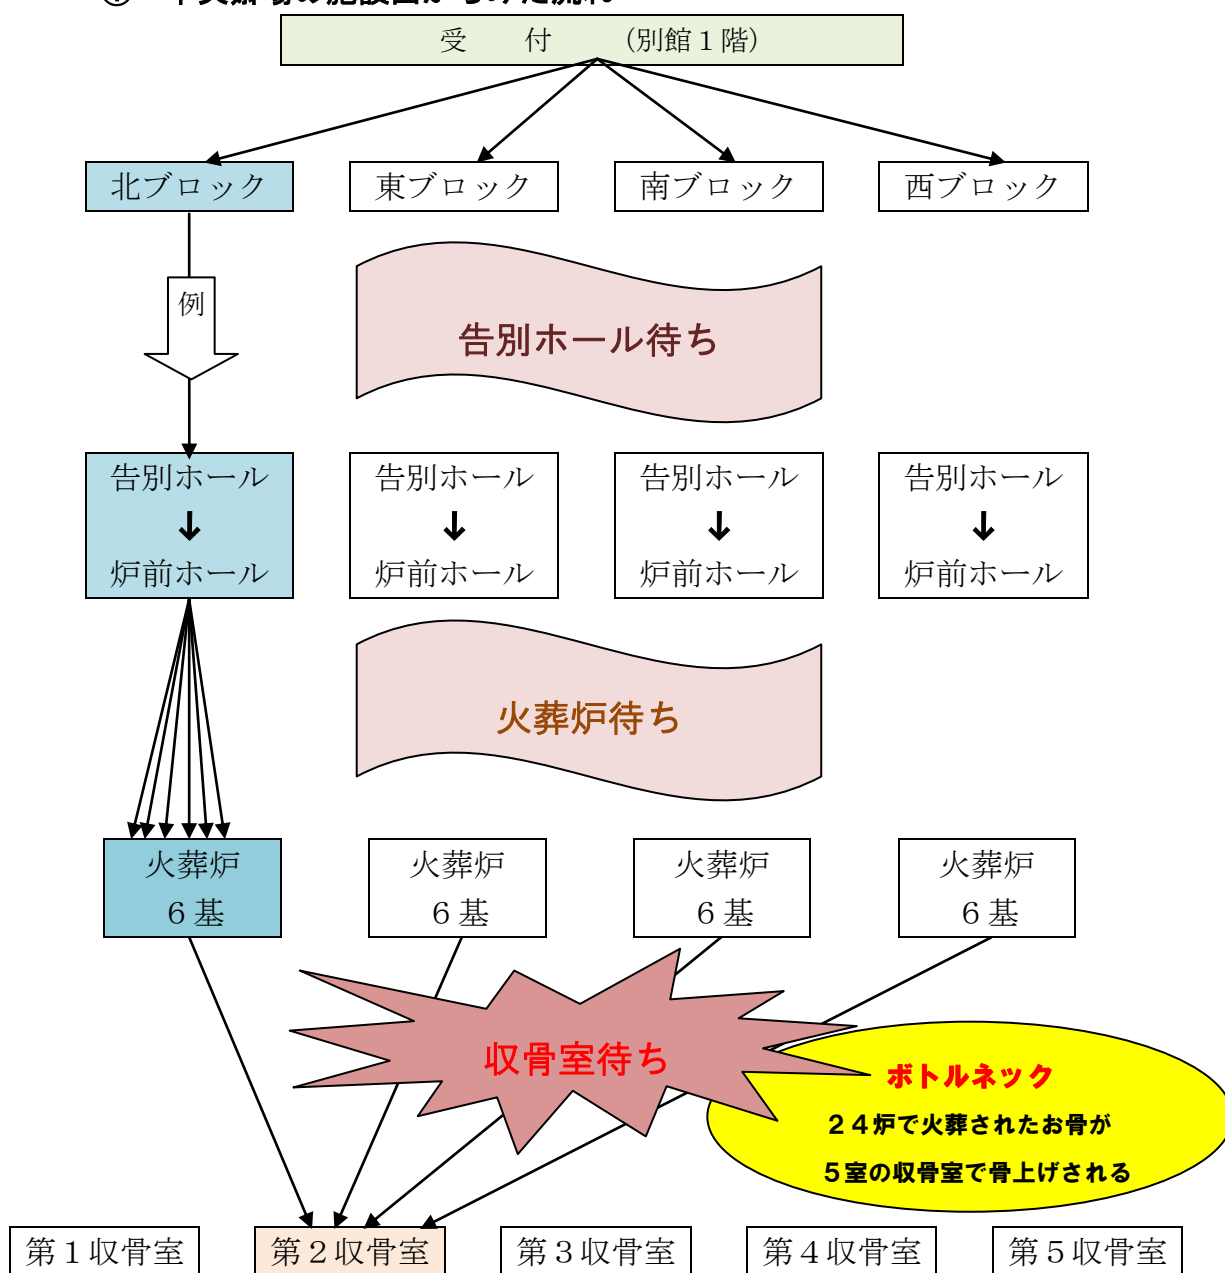 受　　付　　（別館１階）
北ブロック
東ブロック
南ブロック
西ブロック
例
告別ホール待ち
告別ホール
↓
炉前ホール
告別ホール
↓
炉前ホール
告別ホール
↓
炉前ホール
告別ホール
↓
炉前ホール
火葬炉待ち
火葬炉
６基
火葬炉
６基
火葬炉
６基
火葬炉
６基
収骨室待ち
ボトルネック
２４炉で火葬されたお骨が
５室の収骨室で骨上げされる
第１収骨室
第２収骨室
第３収骨室
第４収骨室
第５収骨室